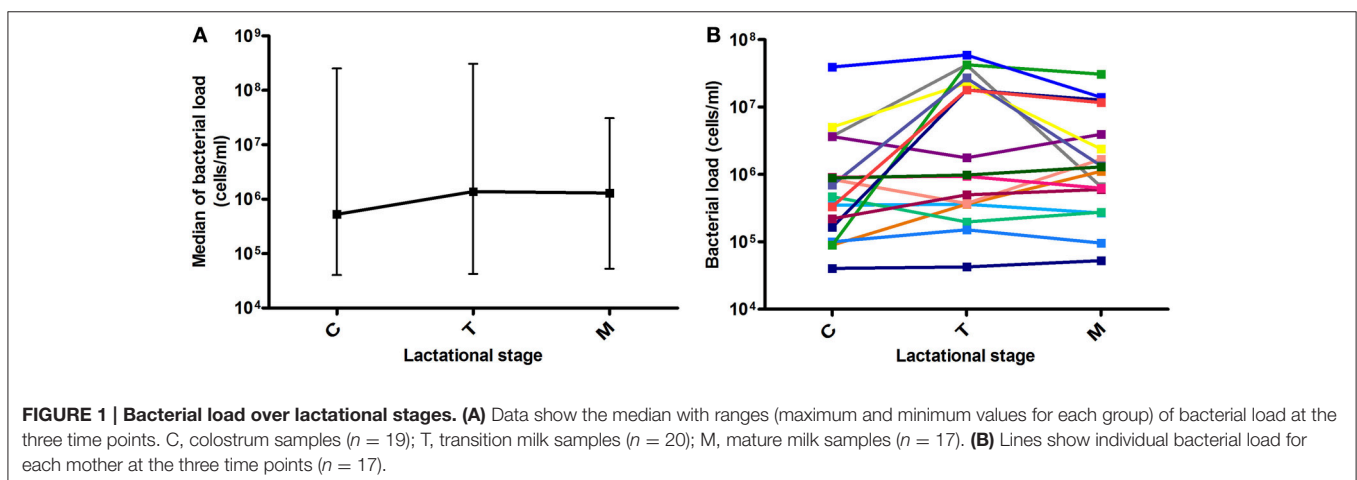 A
Median of bacterial load
(cells/ml)
10⁹
10⁸
10⁷
10⁶
10⁵
10⁴
C
T
M
Lactational stage
B
Bacterial load (cells/ml)
10⁸
10⁷
10⁶
10⁵
10⁴
C
T
M
Lactational stage
FIGURE 1 | Bacterial load over lactational stages. (A) Data show the median with ranges (maximum and minimum values for each group) of bacterial load at the
three time points. C, colostrum samples (n = 19); T, transition milk samples (n = 20); M, mature milk samples (n = 17). (B) Lines show individual bacterial load for
each mother at the three time points (n = 17).